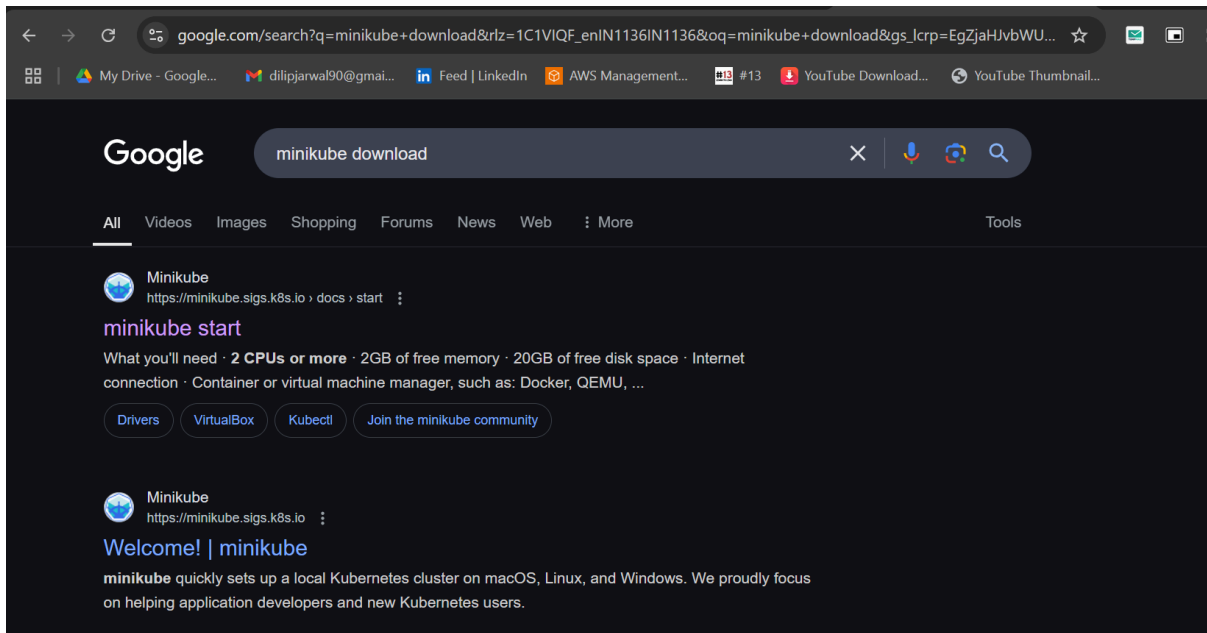 google.com/search?q=minikube+download&rlz=1C1VIQF_enIN1136IN1136&oq=minikube+download&gs_lcrp=EgZjaHJvbWU...
My Drive - Google... dilipjarwal90@gmai... in Feed | LinkedIn AWS Management... #13 #13 YouTube Download... YouTube Thumbnail...
Google minikube download
All Videos Images Shopping Forums News Web More Tools
Minikube
https://minikube.sigs.k8s.io › docs › start
minikube start
What you'll need · 2 CPUs or more · 2GB of free memory · 20GB of free disk space · Internet
connection · Container or virtual machine manager, such as: Docker, QEMU, ...
Drivers VirtualBox Kubectl Join the minikube community
Minikube
https://minikube.sigs.k8s.io
Welcome! | minikube
minikube quickly sets up a local Kubernetes cluster on macOS, Linux, and Windows. We proudly focus
on helping application developers and new Kubernetes users.